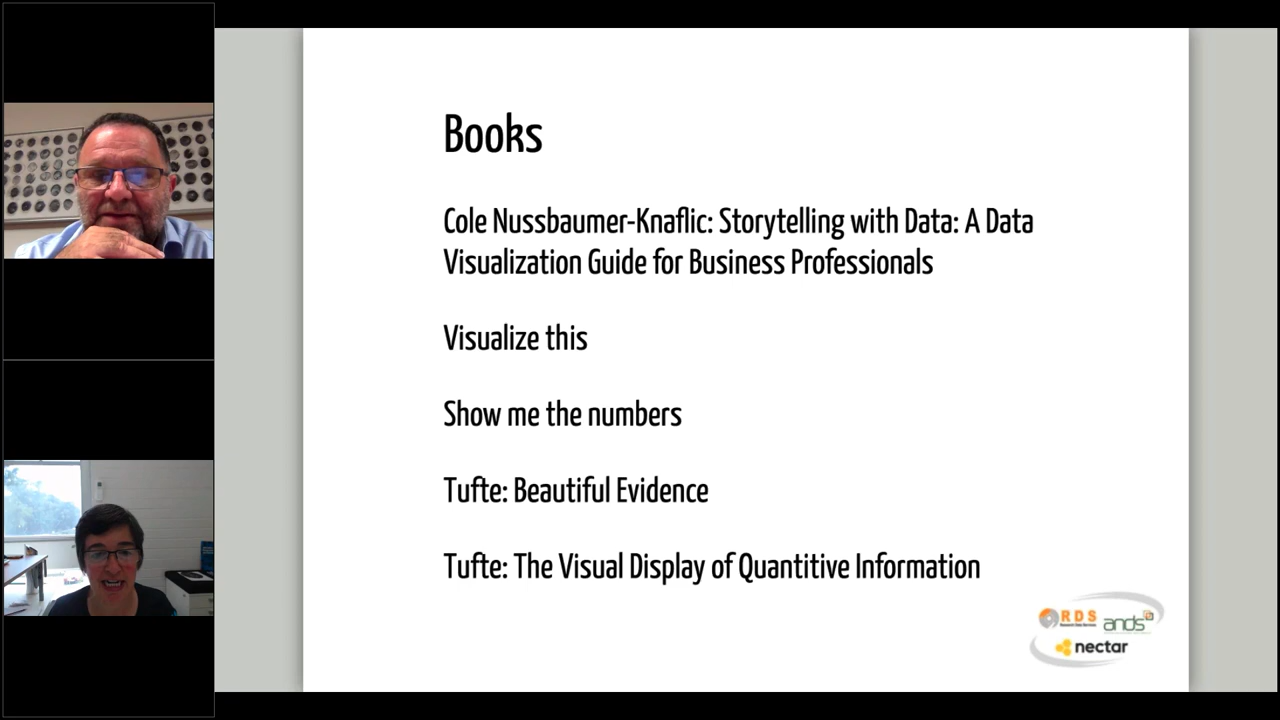 Books
Cole Nussbaumer-Knaflic: Storytelling with Data: A Data
Visualization Guide for Business Professionals
Visualize this
Show me the numbers
Tufte: Beautiful Evidence
Tufte: The Visual Display of Quantitive Information
RDS
ands
nectar